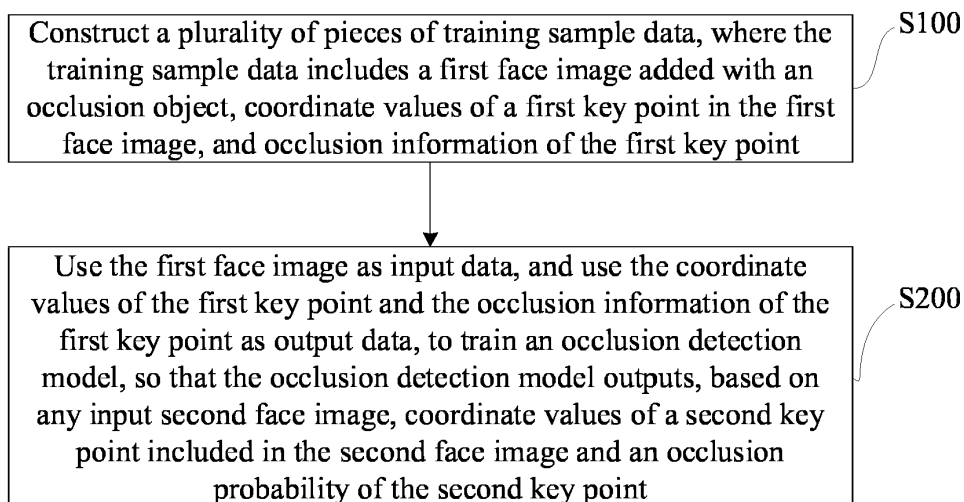 Construct a plurality of pieces of training sample data, where the
training sample data includes a first face image added with an
occlusion object, coordinate values of a first key point in the first
face image, and occlusion information of the first key point
S100
Use the first face image as input data, and use the coordinate
values of the first key point and the occlusion information of the
first key point as output data, to train an occlusion detection
model, so that the occlusion detection model outputs, based on
any input second face image, coordinate values of a second key
point included in the second face image and an occlusion
probability of the second key point
S200